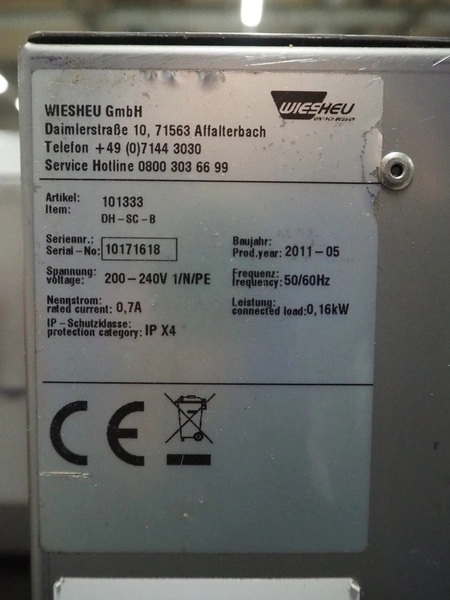 WIESHEU GmbH
Daimlerstraße 10, 71563 Affalterbach
Telefon +49 (0)7144 3030
Service Hotline 0800 303 66 99
WIESHEU
Artikel: 101333
Item: DH-SC-B
Seriennr.:
Serial-No: 10171618
Baujahr:
Prod.year: 2011-05
Spannung:
voltage: 200-240V 1/N/PE
Frequenz:
frequency: 50/60Hz
Nennstrom:
rated current: 0,7A
Leistung:
connected load: 0,16kW
IP-Schutzklasse:
protection category: IP X4
CE